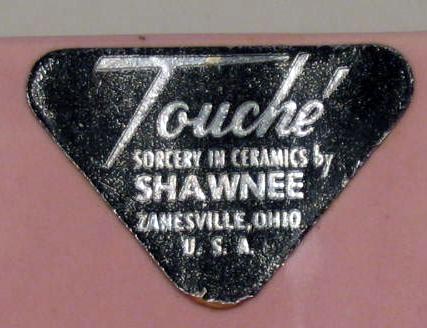 Touché
SORCERY IN CERAMICS by
SHAWNEE
ZANESVILLE, OHIO
U. S. A.